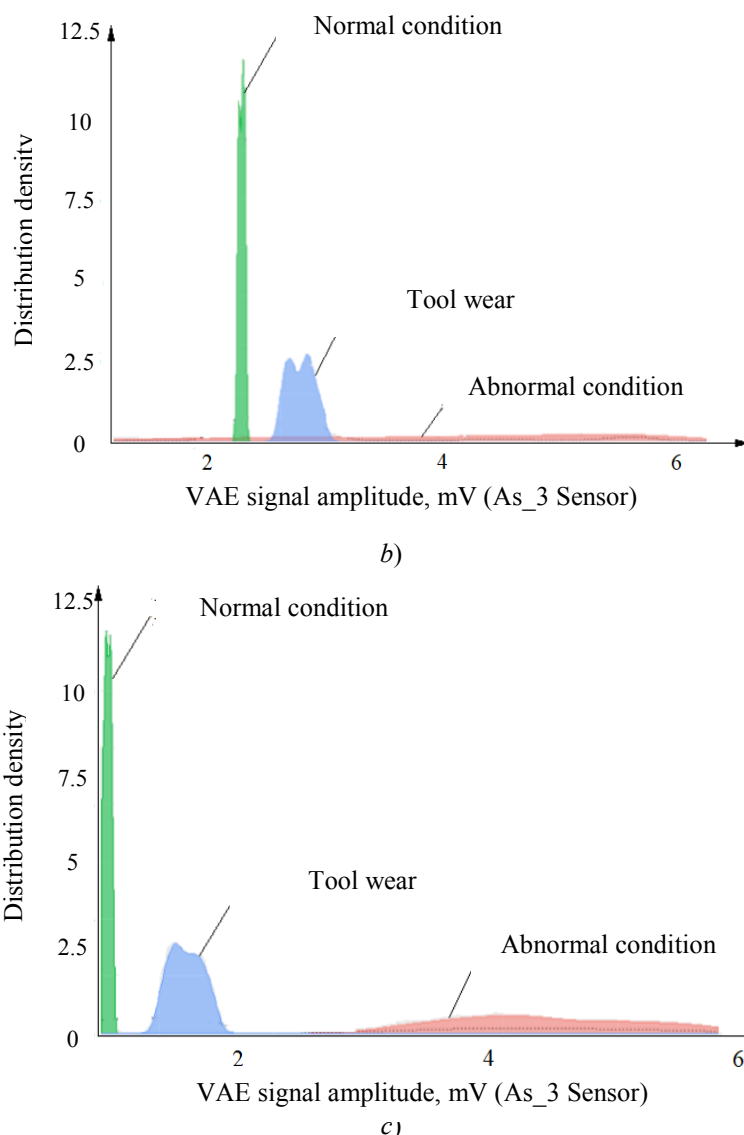 12.5
Normal condition
10
7.5
Distribution density
5
Tool wear
2.5
Abnormal condition
0
2 4 6
VAE signal amplitude, mV (As_3 Sensor)
b)
12.5
Normal condition
10
7.5
Distribution density
5
Tool wear
2.5
Abnormal condition
0
2 4 6
VAE signal amplitude, mV (As_3 Sensor)
c)